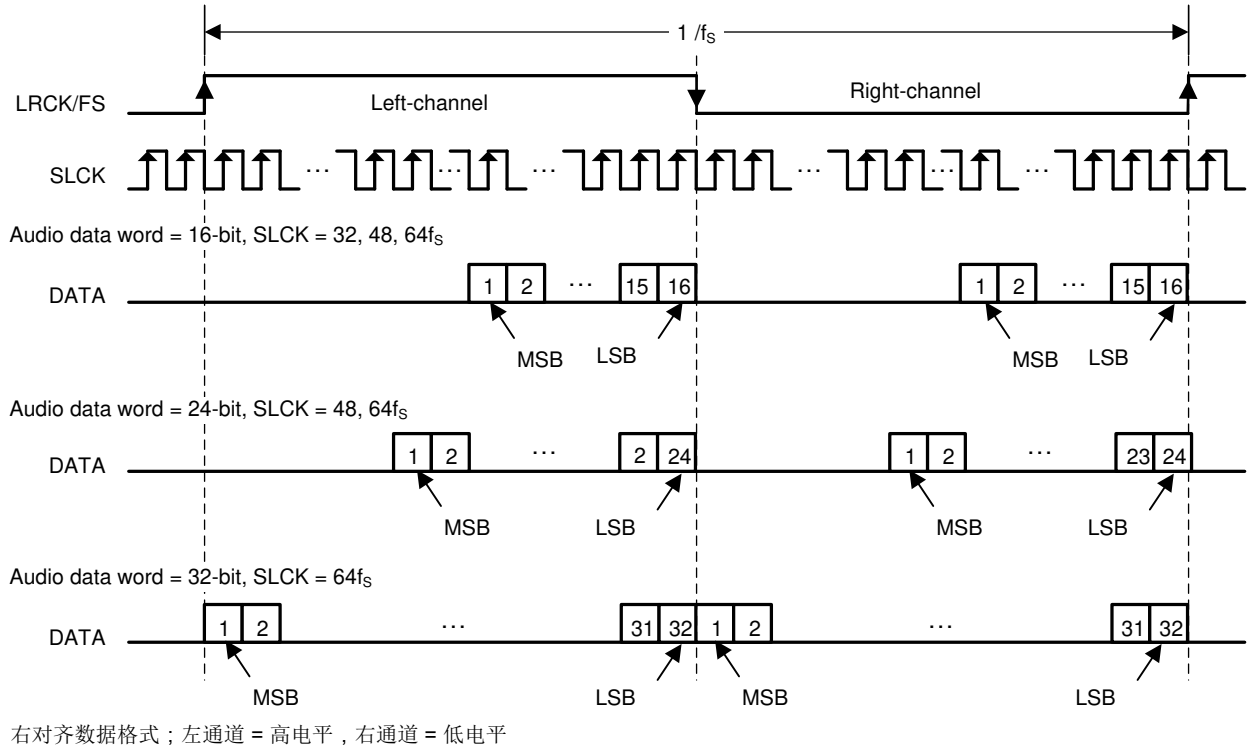 1 /fS
LRCK/FS
Left-channel
Right-channel
SLCK
... ... ... ... ... ...
Audio data word = 16-bit, SLCK = 32, 48, 64fS
DATA
1 2 ... 15 16 1 2 ... 15 16
MSB LSB MSB LSB
Audio data word = 24-bit, SLCK = 48, 64fS
DATA
1 2 ... 2 24 1 2 ... 23 24
MSB LSB MSB LSB
Audio data word = 32-bit, SLCK = 64fS
DATA
1 2 ... 31 32 1 2 ... 31 32
MSB LSB MSB LSB
右对齐数据格式；左通道 = 高电平，右通道 = 低电平